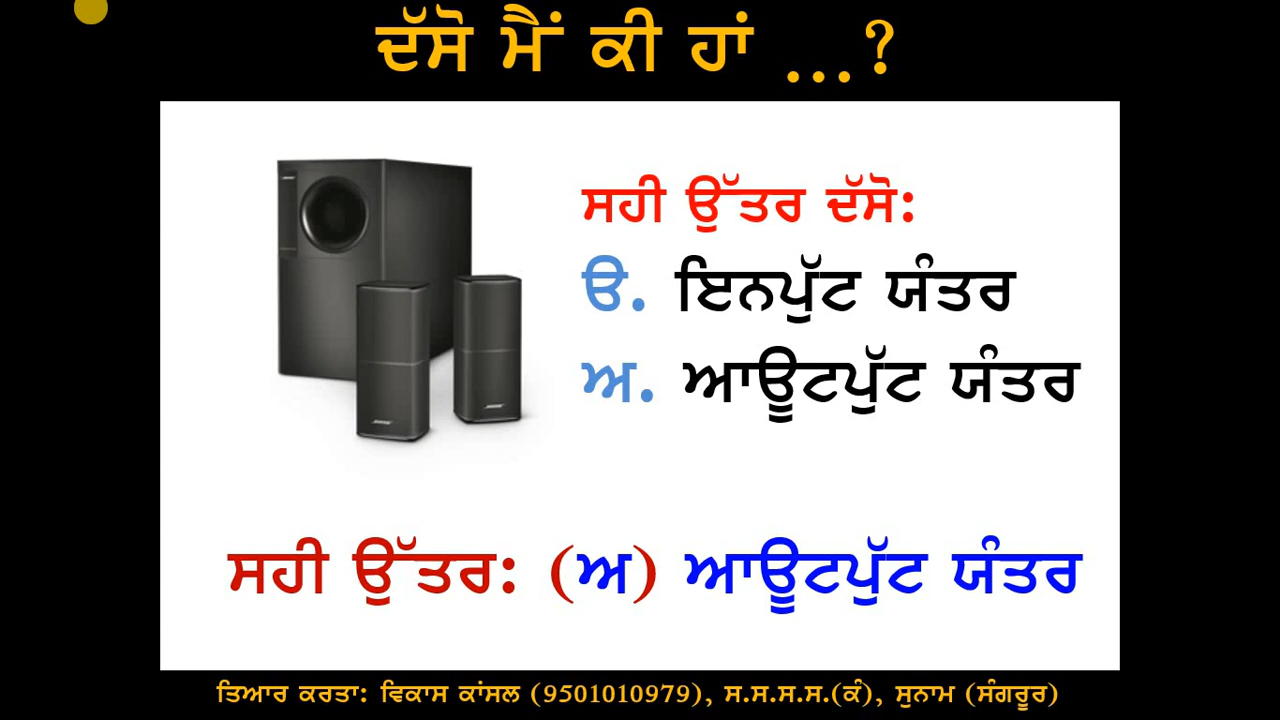 ਦੱਸੋ ਮੈਂ ਕੀ ਹਾਂ ...?
ਸਹੀ ਉੱਤਰ ਦੱਸੋ:
ੳ. ਇਨਪੁੱਟ ਯੰਤਰ
ਅ. ਆਊਟਪੁੱਟ ਯੰਤਰ
ਸਹੀ ਉੱਤਰ: (ਅ) ਆਊਟਪੁੱਟ ਯੰਤਰ
ਤਿਆਰ ਕਰਤਾ: ਵਿਕਾਸ ਕਾਂਸਲ (9501010979), ਸ.ਸ.ਸ.ਸ.(ਕੰ), ਸੁਨਾਮ (ਸੰਗਰੂਰ)